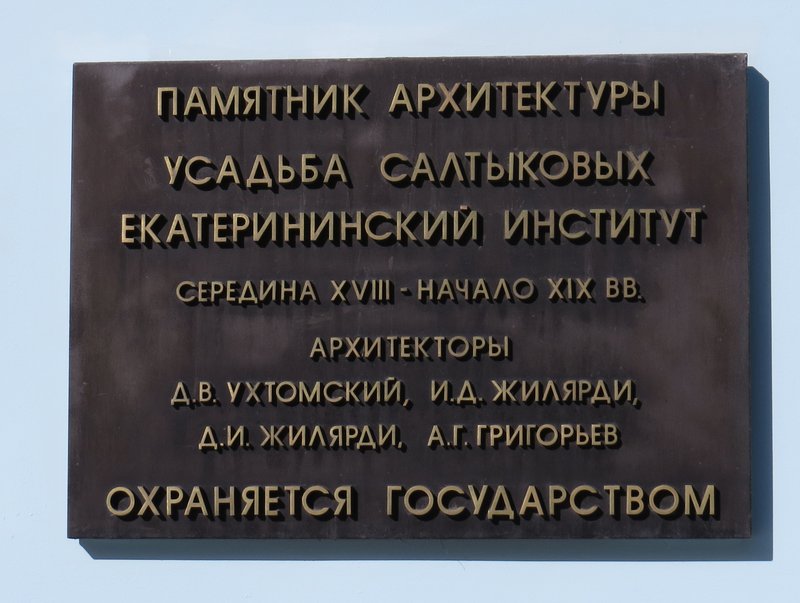 ПАМЯТНИК АРХИТЕКТУРЫ
УСАДЬБА САЛТЫКОВЫХ
ЕКАТЕРИНИНСКИЙ ИНСТИТУТ
СЕРЕДИНА XVIII - НАЧАЛО XIX ВВ.
АРХИТЕКТОРЫ
Д.В. УХТОМСКИЙ, И.Д. ЖИЛЯРДИ,
Д.И. ЖИЛЯРДИ, А.Г. ГРИГОРЬЕВ
ОХРАНЯЕТСЯ ГОСУДАРСТВОМ